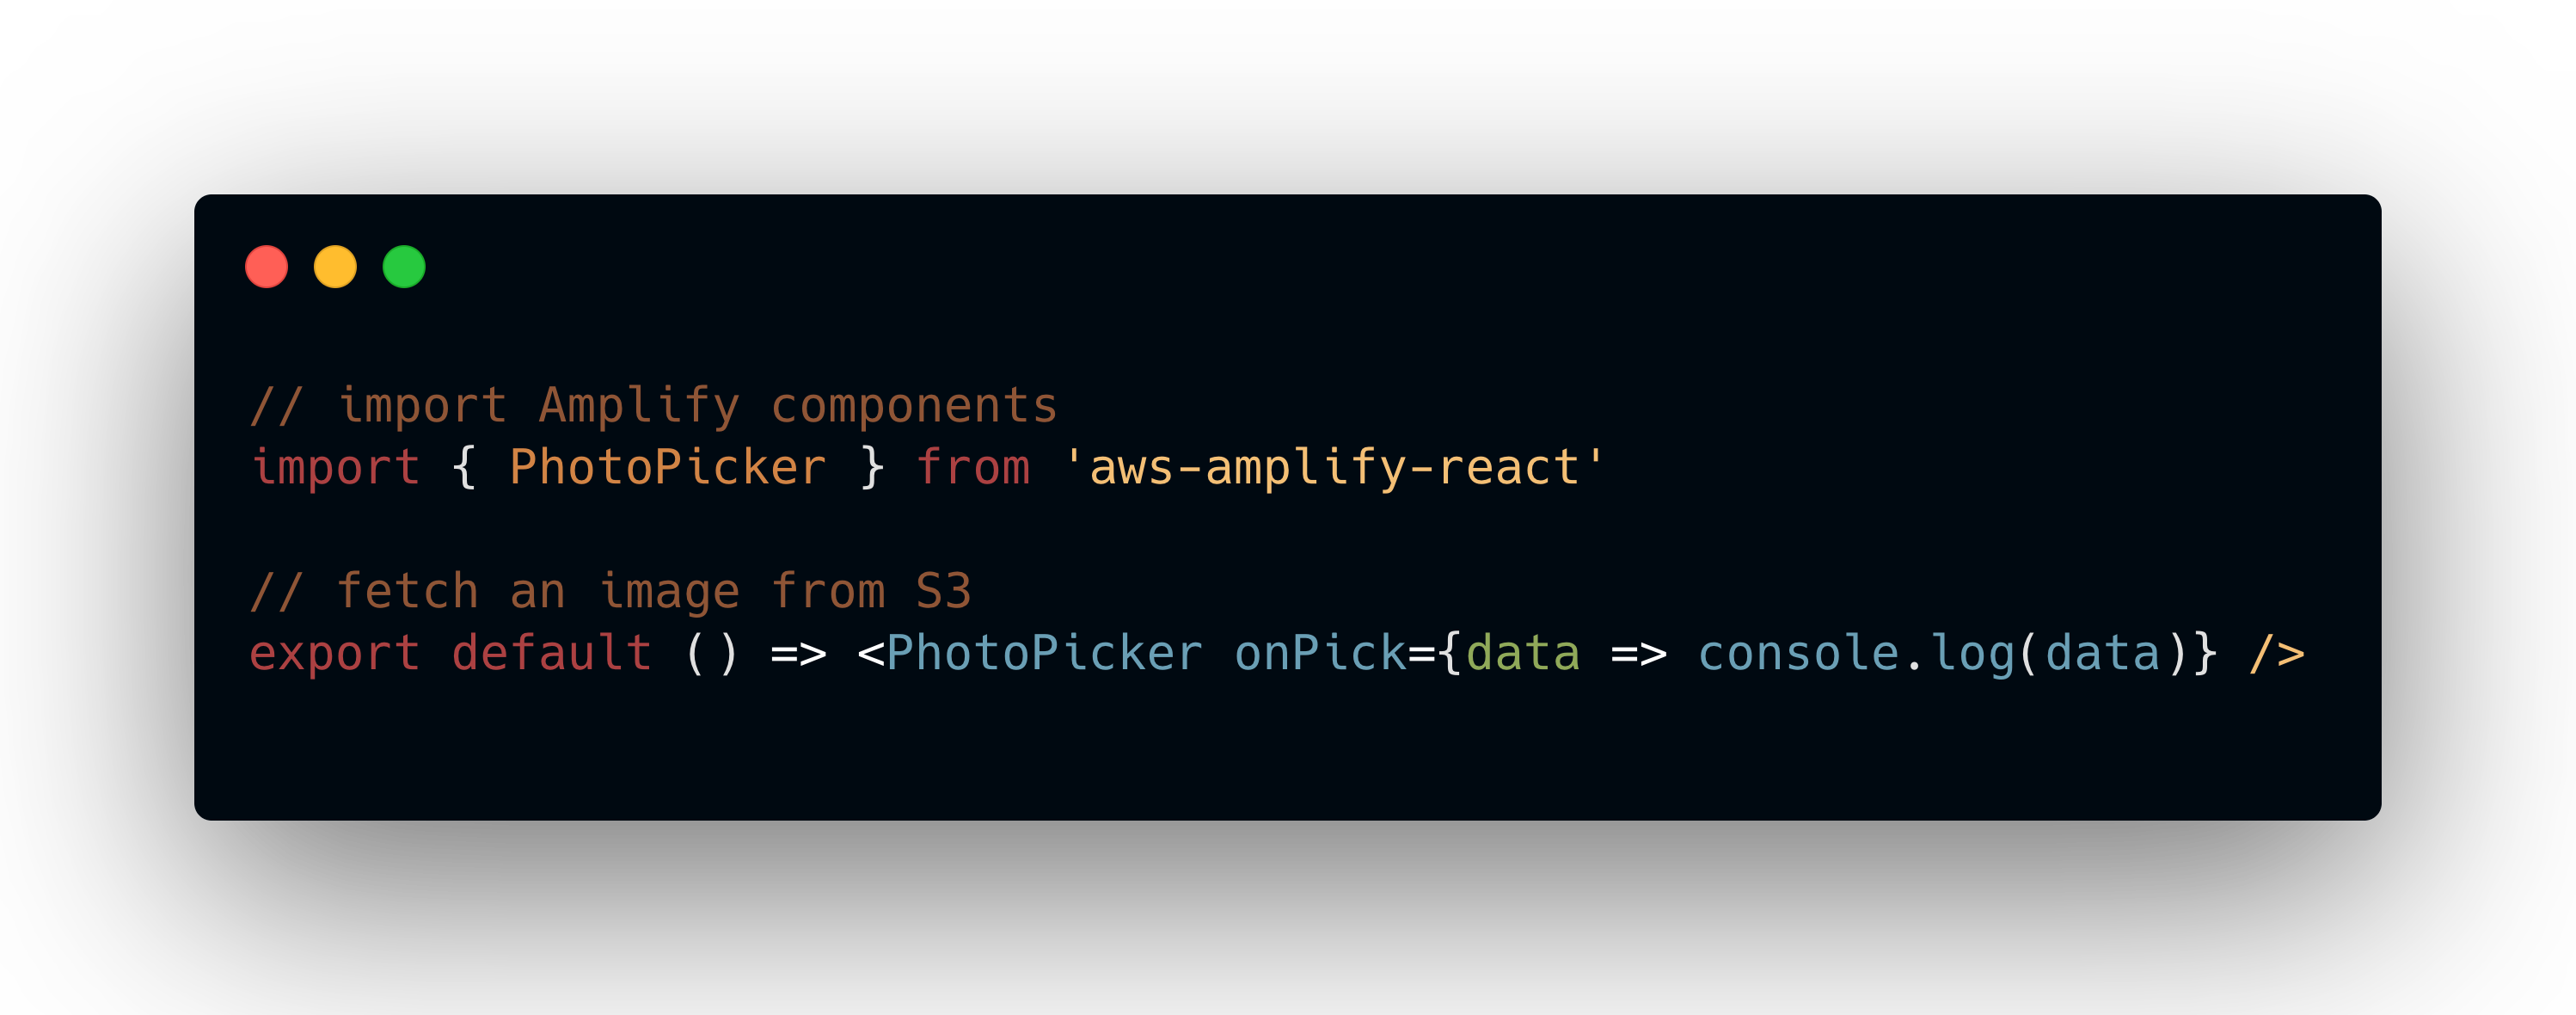 // import Amplify components
import { PhotoPicker } from 'aws-amplify-react'
// fetch an image from S3
export default () => <PhotoPicker onPick={data => console.log(data)} />